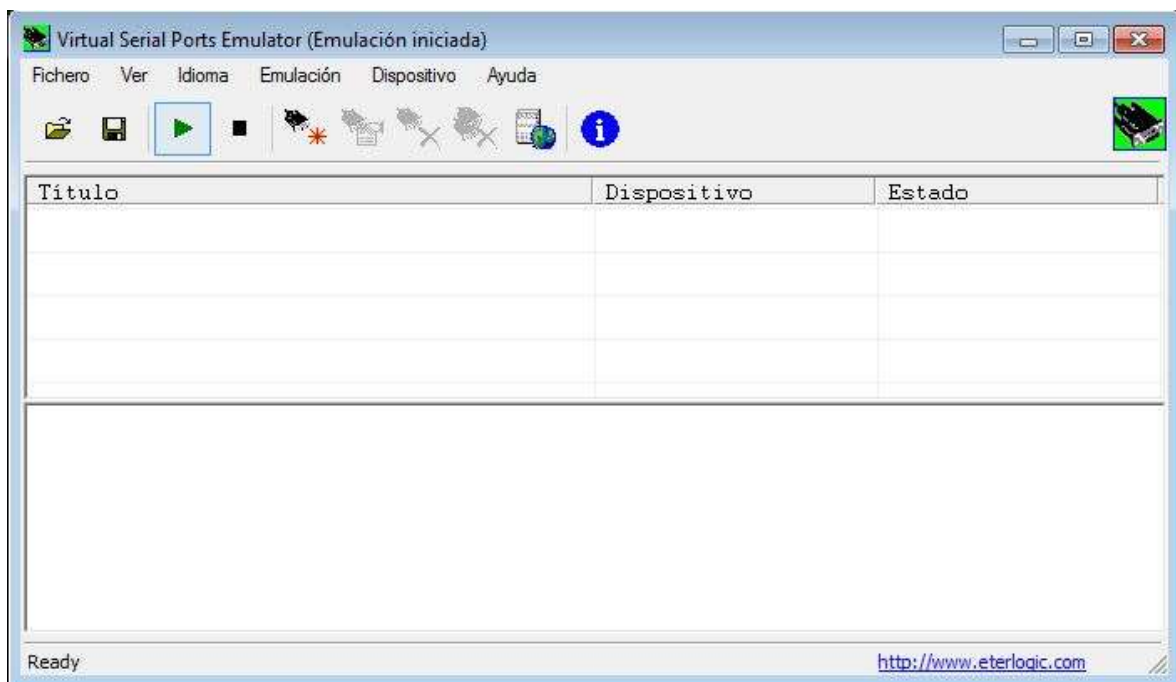 Virtual Serial Ports Emulator (Emulación iniciada)
Fichero Ver Idioma Emulación Dispositivo Ayuda
Título Dispositivo Estado
Ready http://www.eterlogic.com